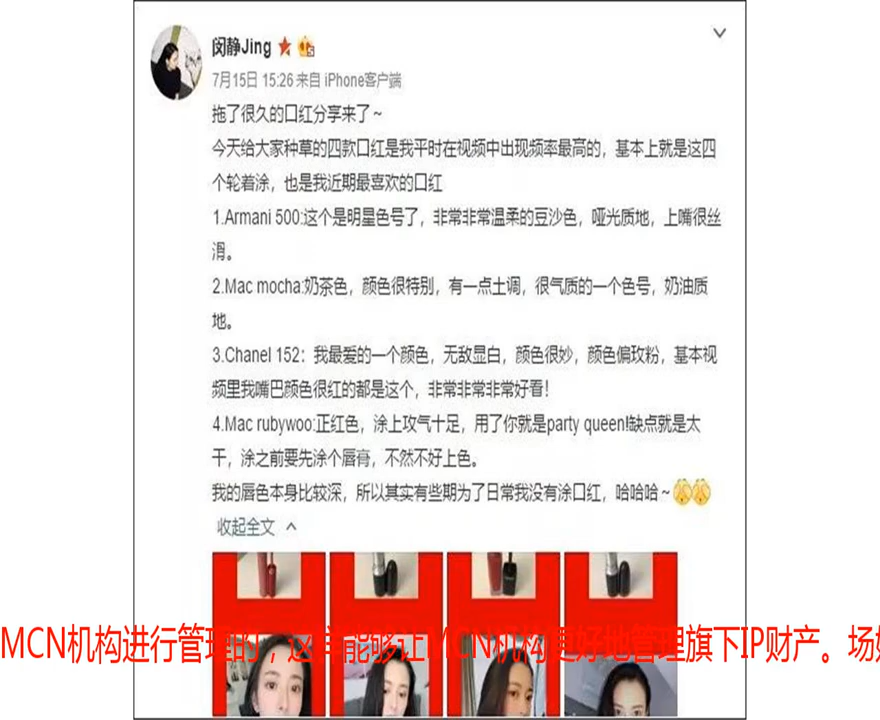 闵静Jing
7月15日 15:26 来自 iPhone客户端
拖了很久的口红分享来了~
今天给大家种草的四款口红是我平时在视频中出现频率最高的，基本上就是这四
个轮着涂，也是我近期最喜欢的口红
1.Armani 500:这个是明星色号了，非常非常温柔的豆沙色，哑光质地，上嘴很丝
滑。
2.Mac mocha:奶茶色，颜色很特别，有一点土调，很气质的一个色号，奶油质
地。
3.Chanel 152：我最爱的一个颜色，无敌显白，颜色很妙，颜色偏玫粉，基本视
频里我嘴巴颜色很红的都是这个，非常非常非常好看！
4.Mac rubywoo:正红色，涂上攻气十足，用了你就是party queen!缺点就是太
干，涂之前要先涂个唇膏，不然不好上色。
我的唇色本身比较深，所以其实有些期为了日常我没有涂口红，哈哈哈~
收起全文
MCN机构进行管理的，这样能够让MCN机构更好地管理旗下IP财产。场